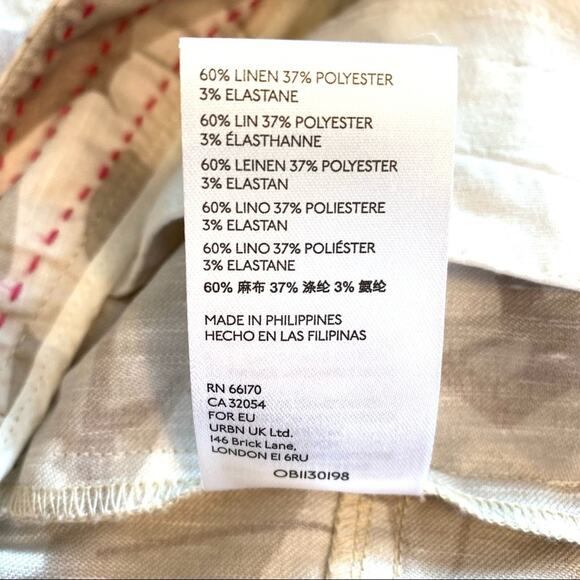 60% LINEN 37% POLYESTER
3% ELASTANE
60% LIN 37% POLYESTER
3% ÉLASTHANNE
60% LEINEN 37% POLYESTER
3% ELASTAN
60% LINO 37% POLIESTERE
3% ELASTAN
60% LINO 37% POLIÉSTER
3% ELASTANE
60% 麻布 37% 涤纶 3% 氨纶
MADE IN PHILIPPINES
HECHO EN LAS FILIPINAS
RN 66170
CA 32054
FOR EU
URBN UK Ltd.
146 Brick Lane,
LONDON E1 6RU
OB1130198